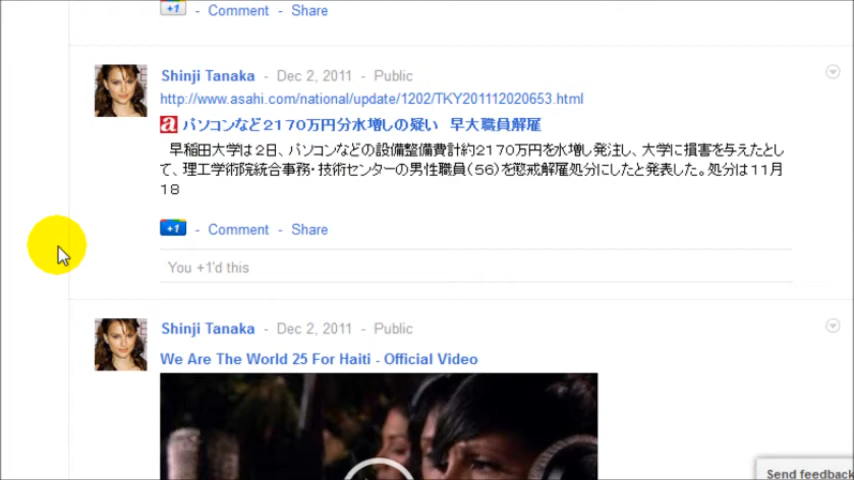 +1 - Comment - Share
Shinji Tanaka - Dec 2, 2011 - Public
http://www.asahi.com/national/update/1202/TKY201112020653.html
a パソコンなど2170万円分水増しの疑い 早大職員解雇
早稲田大学は2日、パソコンなどの設備整備費計約2170万円を水増し発注し、大学に損害を与えたとし
て、理工学術院統合事務・技術センターの男性職員(56)を懲戒解雇処分にしたと発表した。処分は11月
18
+1 - Comment - Share
You +1'd this
Shinji Tanaka - Dec 2, 2011 - Public
We Are The World 25 For Haiti - Official Video
Send feedback